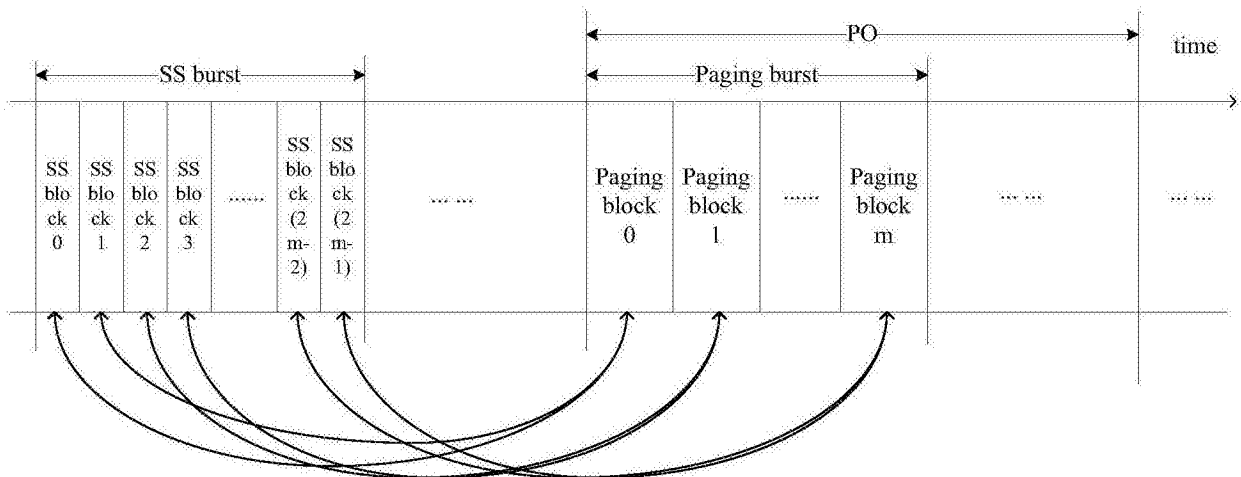 PO
time
SS burst
Paging burst
SS
blo
ck
0
SS
blo
ck
1
SS
blo
ck
2
SS
blo
ck
3
......
SS
blo
ck
(2
m-
2)
SS
blo
ck
(2
m-
1)
... ...
Paging
block
0
Paging
block
1
......
Paging
block
m
... ...
... ...